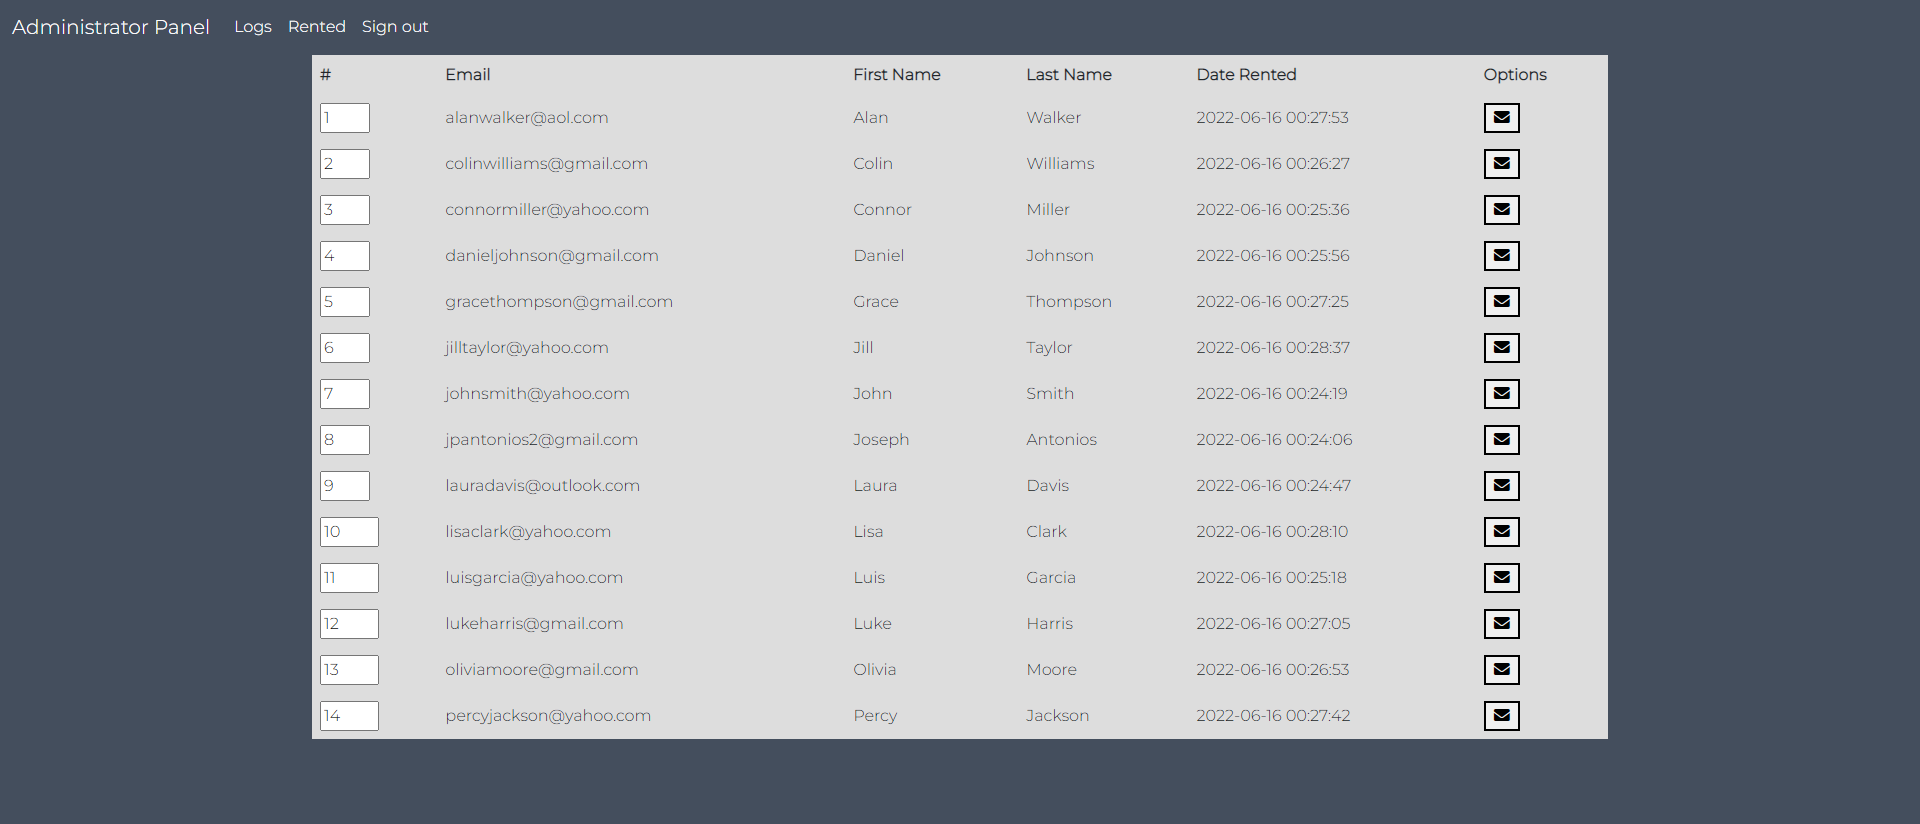 Administrator Panel Logs Rented Sign out
# Email First Name Last Name Date Rented Options
1 alanwalker@aol.com Alan Walker 2022-06-16 00:27:53
2 colinwilliams@gmail.com Colin Williams 2022-06-16 00:26:27
3 connormiller@yahoo.com Connor Miller 2022-06-16 00:25:36
4 danieljohnson@gmail.com Daniel Johnson 2022-06-16 00:25:56
5 gracethompson@gmail.com Grace Thompson 2022-06-16 00:27:25
6 jilltaylor@yahoo.com Jill Taylor 2022-06-16 00:28:37
7 johnsmith@yahoo.com John Smith 2022-06-16 00:24:19
8 jpantonios2@gmail.com Joseph Antonios 2022-06-16 00:24:06
9 lauradavis@outlook.com Laura Davis 2022-06-16 00:24:47
10 lisaclark@yahoo.com Lisa Clark 2022-06-16 00:28:10
11 luisgarcia@yahoo.com Luis Garcia 2022-06-16 00:25:18
12 lukeharris@gmail.com Luke Harris 2022-06-16 00:27:05
13 oliviamoore@gmail.com Olivia Moore 2022-06-16 00:26:53
14 percyjackson@yahoo.com Percy Jackson 2022-06-16 00:27:42